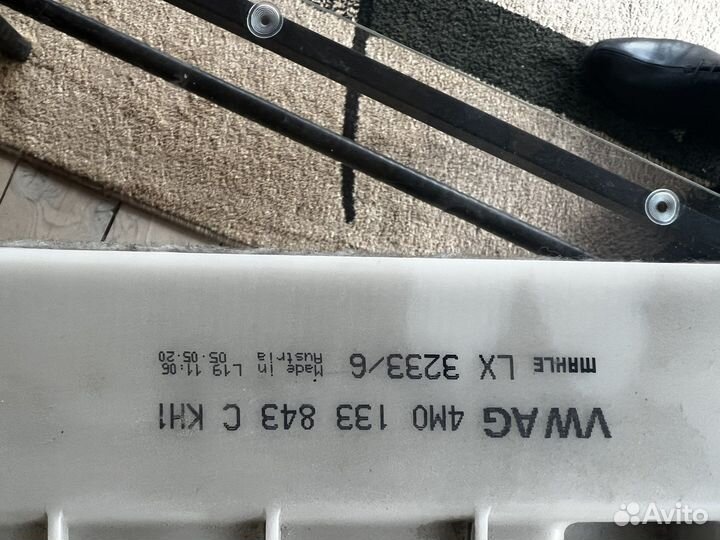 VWAG 4M0 133 843 C KH1
MAHLE LX 3233/6 Made in Austria L19 11:06 05.05.20
Avito